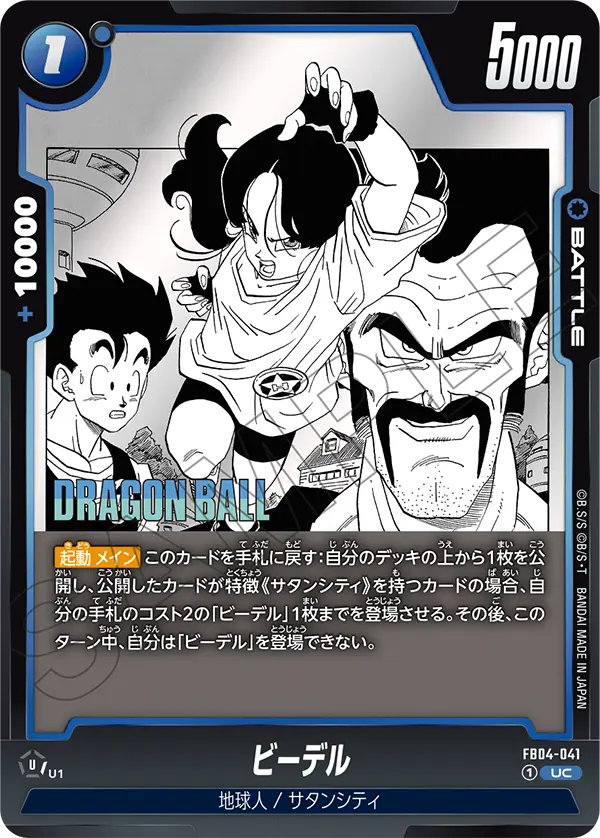 1
5000
+10000
BATTLE
DRAGON BALL
起動メイン このカードを手札に戻す：自分のデッキの上から1枚を公
開し、公開したカードが特徴《サタンシティ》を持つカードの場合、自
分の手札のコスト2の「ビーデル」1枚までを登場させる。その後、この
ターン中、自分は「ビーデル」を登場できない。
SAMPLE
©B.S/S ©B/S・T BANDAI MADE IN JAPAN
U/U1
ビーデル
FB04-041
1 UC
地球人 / サタンシティ